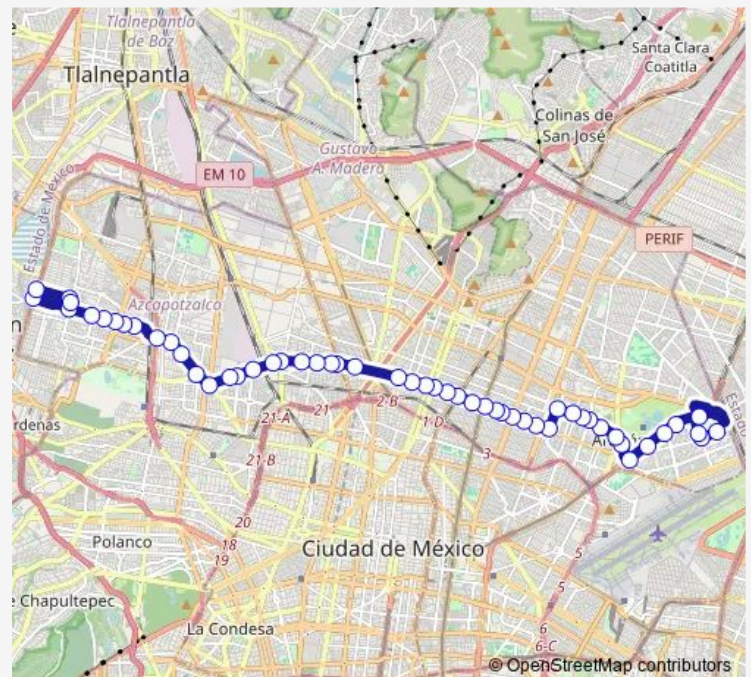 Tlalnepantla
de Baz
Santa Clara
Coatitla
Tlalnepantla
Colinas de
San José
Gustavo
A. Madero
EM 10
PERIF
Estado de México
Azcapotzalco
2-B
21-A
21
1-D
21-B
3
20
18
19
Polanco
Ciudad de México
5
5
Chapultepec
La Condesa
6
6-C
© OpenStreetMap contributors